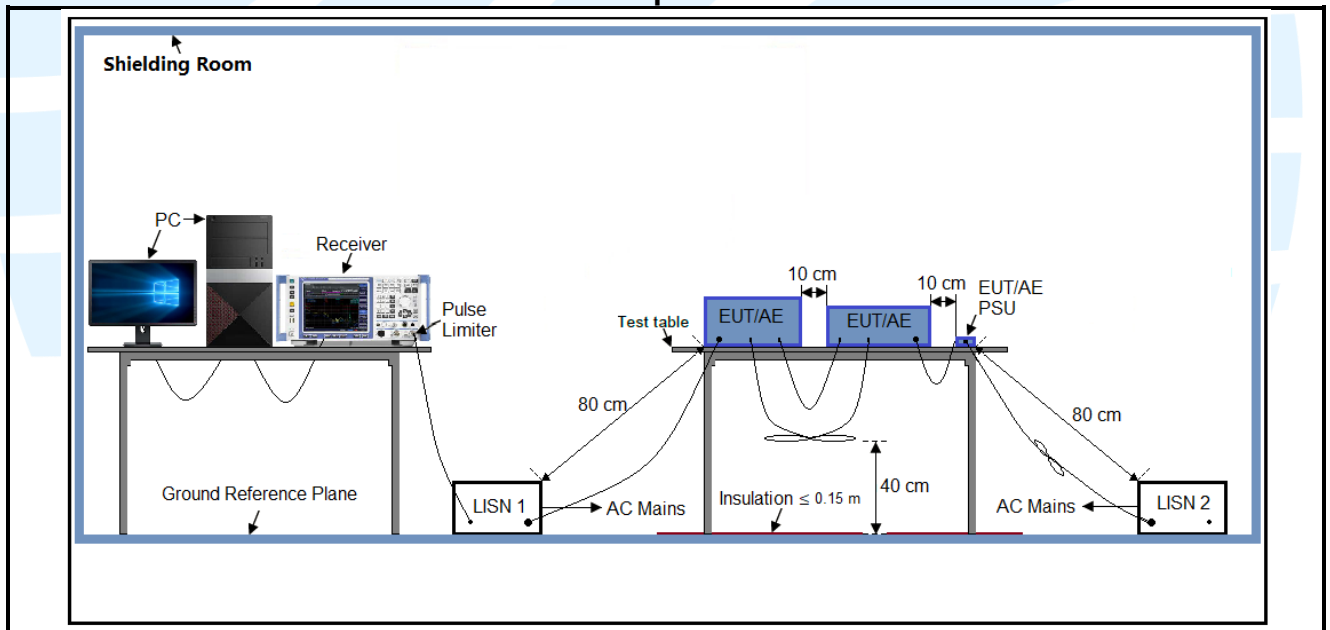 Shielding Room
PC
Receiver
Pulse
Limiter
10 cm
10 cm
EUT/AE
PSU
Test table
EUT/AE
EUT/AE
80 cm
80 cm
Ground Reference Plane
LISN 1
AC Mains
Insulation ≤ 0.15 m
40 cm
AC Mains
LISN 2